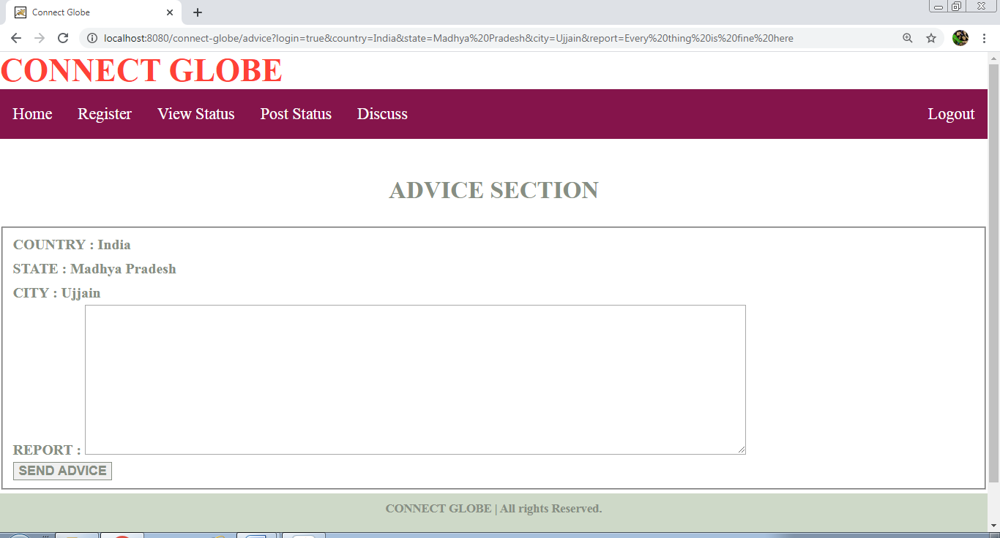 Connect Globe
localhost:8080/connect-globe/advice?login=true&country=India&state=Madhya%20Pradesh&city=Ujjain&report=Every%20thing%20is%20fine%20here
CONNECT GLOBE
Home Register View Status Post Status Discuss Logout
ADVICE SECTION
COUNTRY : India
STATE : Madhya Pradesh
CITY : Ujjain
REPORT :
SEND ADVICE
CONNECT GLOBE | All rights Reserved.